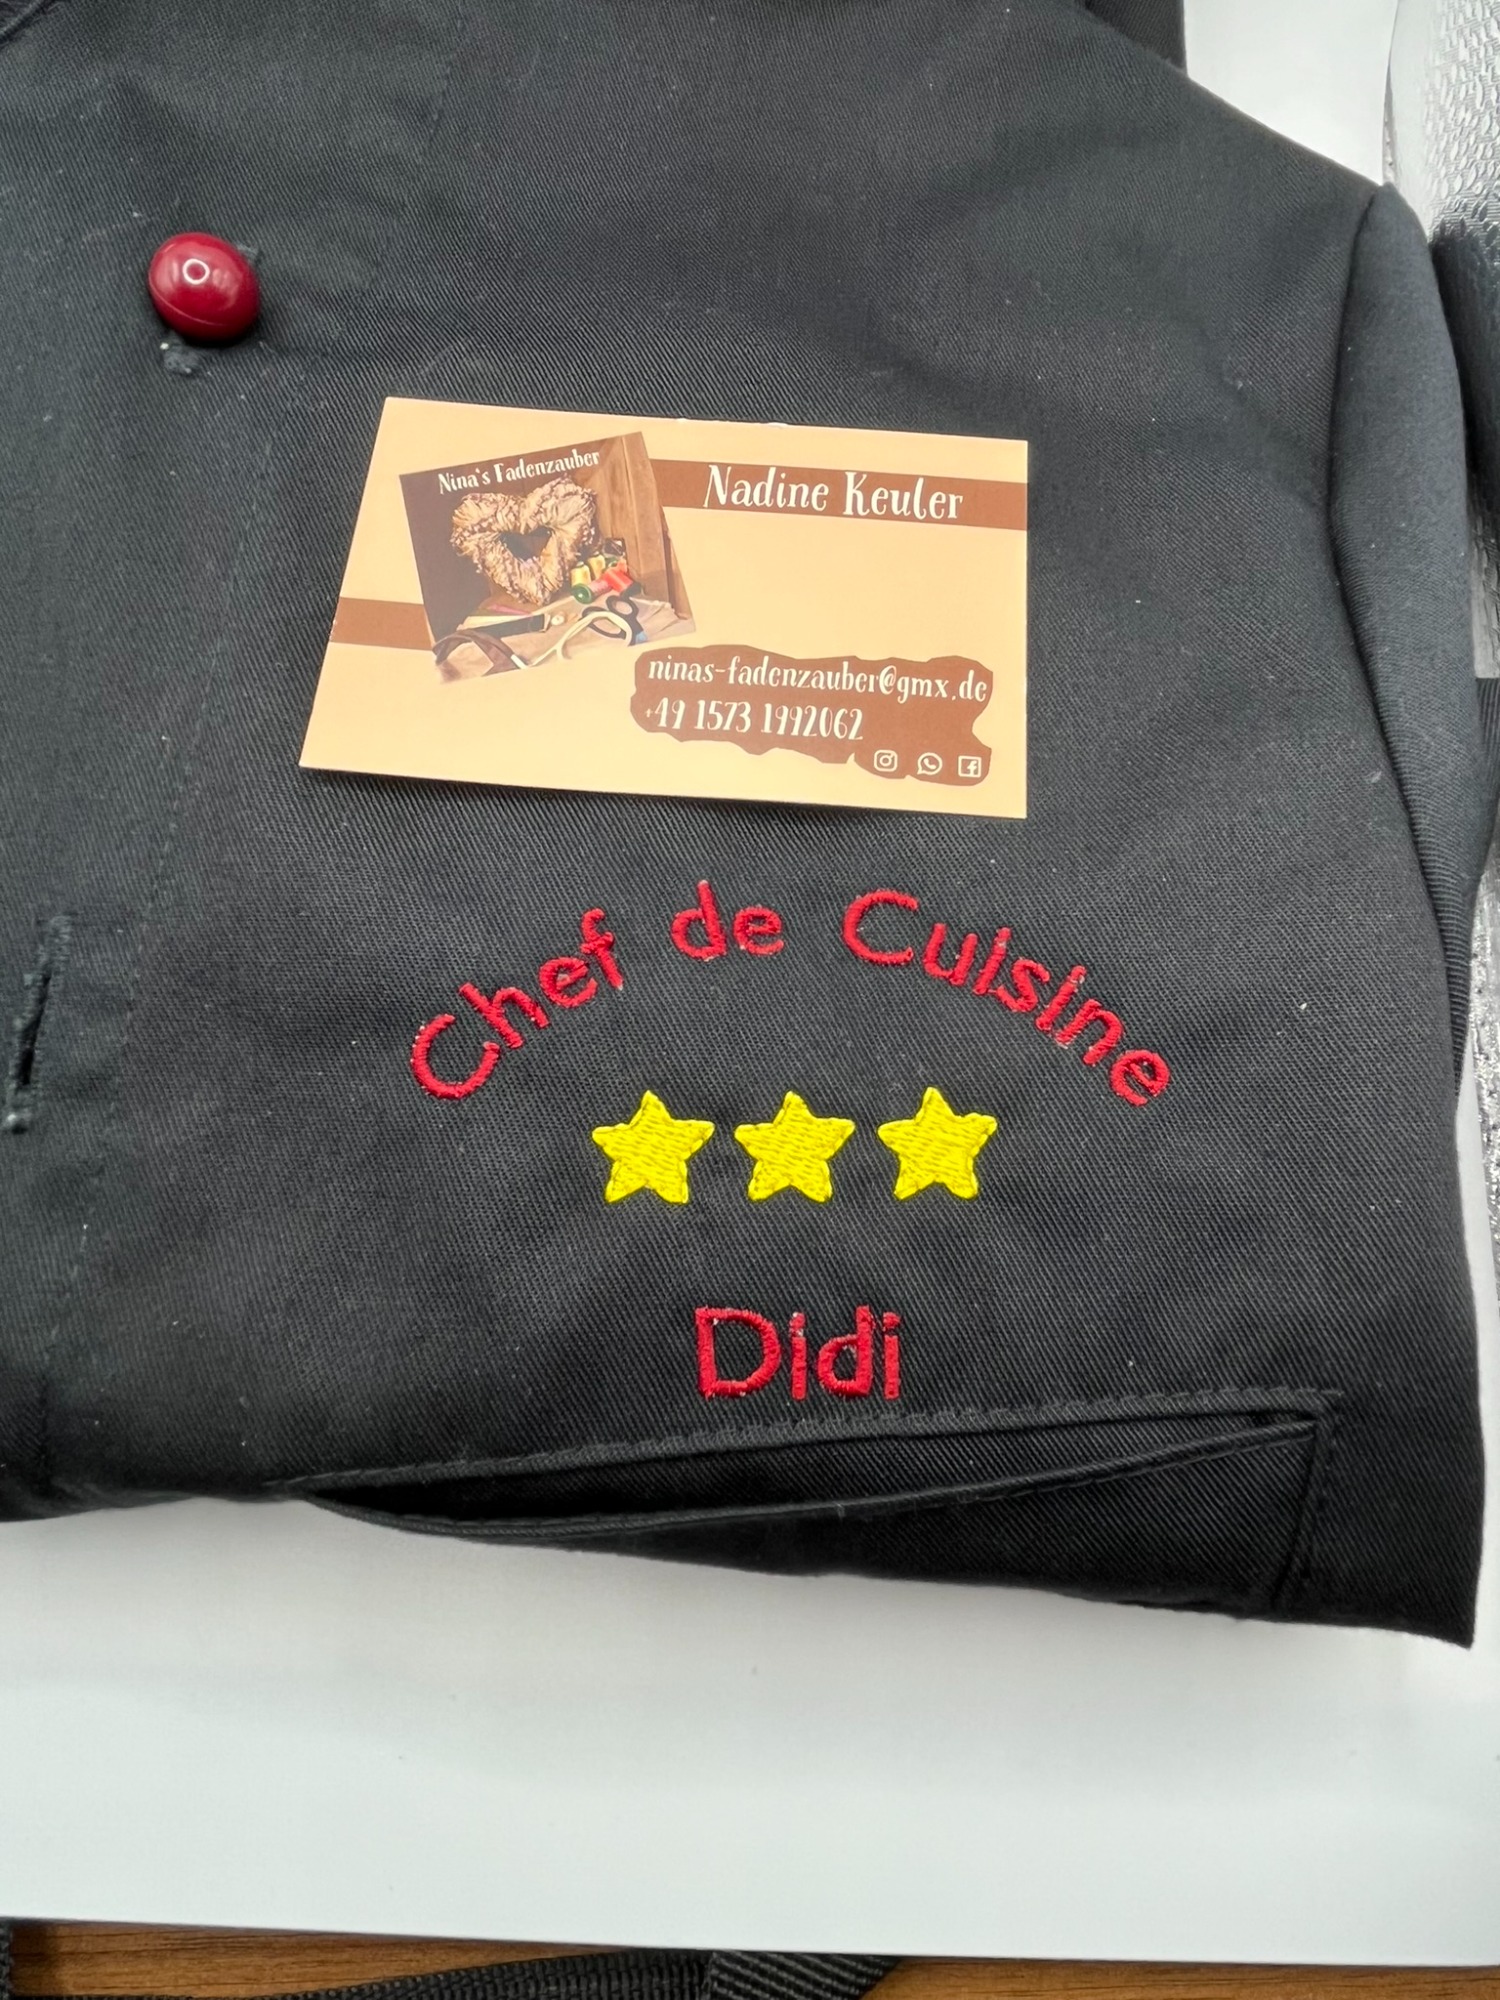 Nina's Fadenzauber
Nadine Keuler
ninas-fadenzauber@gmx.de
+49 1573 1992062
Chef de Cuisine
Didi